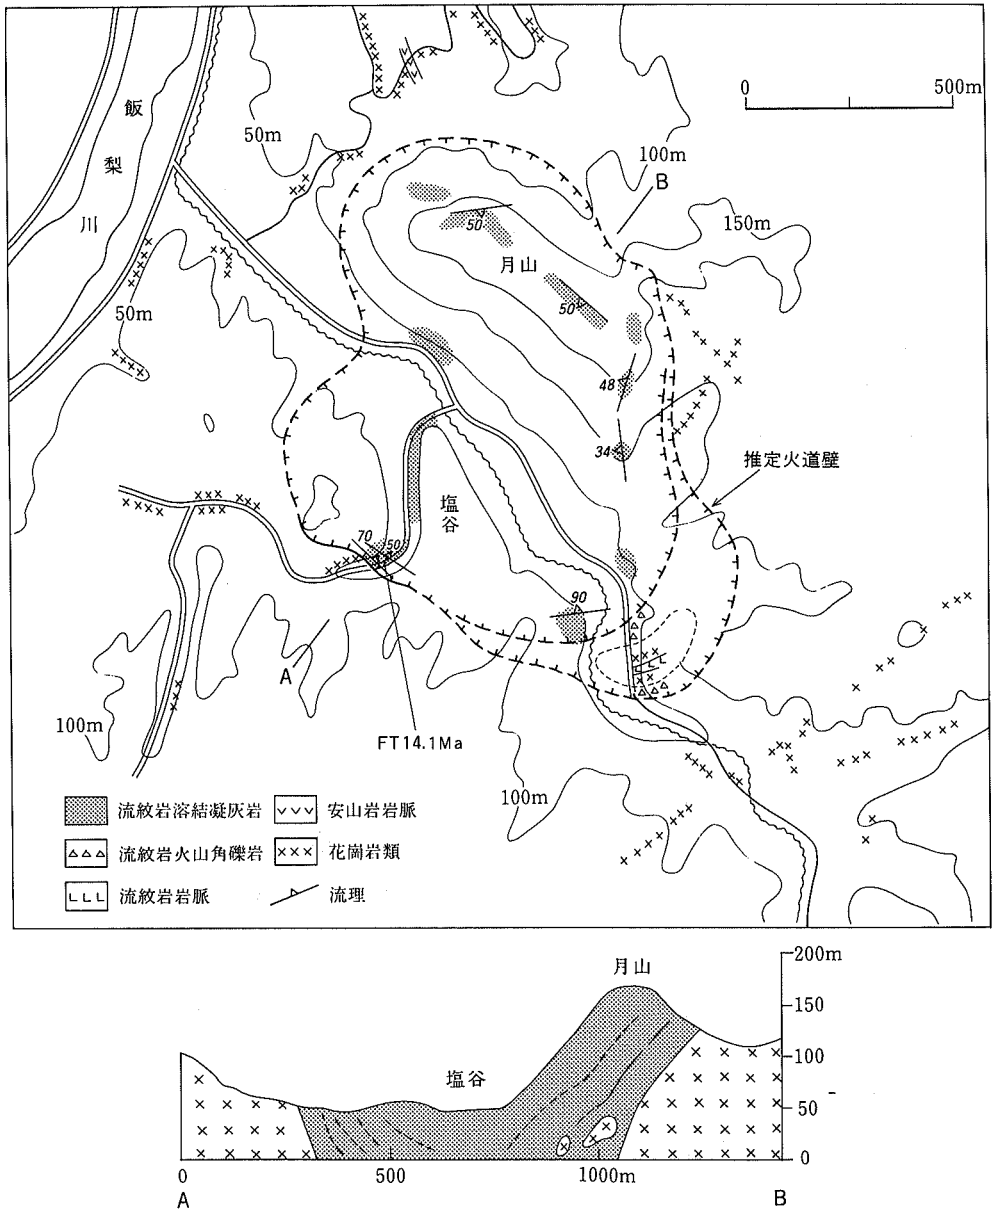 飯梨川
0 500m
50m
100m
B
150m
50
月山
50m
50
48
34
推定火道壁
塩谷
70
50
90
A
100m
FT14.1Ma
100m
流紋岩溶結凝灰岩
安山岩岩脈
流紋岩火山角礫岩
花崗岩類
流紋岩岩脈
流理
月山
200m
150
100
塩谷
50
0
0 500 1000m
A B